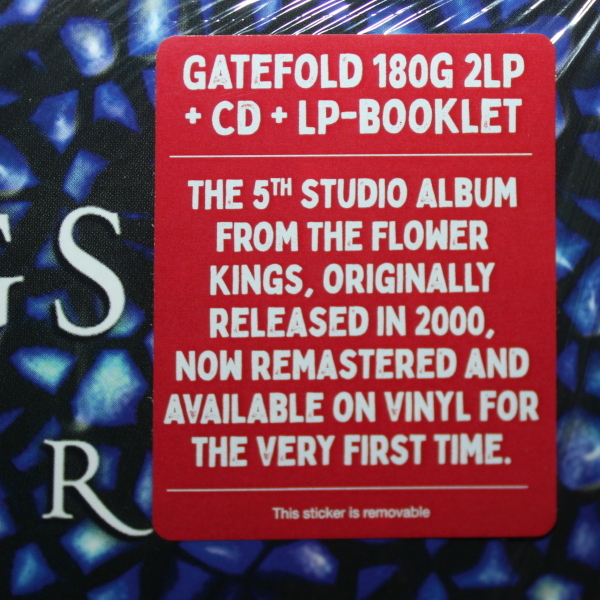 GATEFOLD 180G 2LP
+ CD + LP-BOOKLET
THE 5TH STUDIO ALBUM
FROM THE FLOWER
KINGS, ORIGINALLY
RELEASED IN 2000,
NOW REMASTERED AND
AVAILABLE ON VINYL FOR
THE VERY FIRST TIME.
This sticker is removable
GS
R